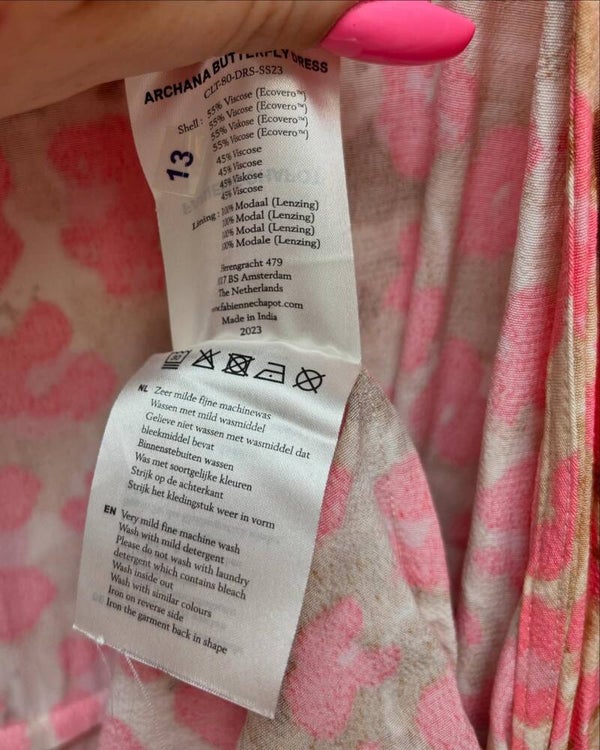 ARCHANA BUTTERFLY DRESS
CLT-80-DRS-SS23
Shell : 55% Viscose (Ecovero™)
55% Viscose (Ecovero™)
55% Viskose (Ecovero™)
55% Viscose (Ecovero™)
45% Viscose
45% Viscose
45% Viskose
45% Viscose
13
Lining : 100% Modaal (Lenzing)
100% Modal (Lenzing)
100% Modal (Lenzing)
100% Modale (Lenzing)
Herengracht 479
BS Amsterdam
The Netherlands
Made in India
2023
30
NL Zeer milde fijne machinewas
Wassen met mild wasmiddel
Gelieve niet wassen met wasmiddel dat
bleekmiddel bevat
Binnenstebuiten wassen
Was met soortgelijke kleuren
Strijk op de achterkant
Strijk het kledingstuk weer in vorm
EN Very mild fine machine wash
Wash with mild detergent
Please do not wash with laundry
detergent which contains bleach
Wash inside out
Wash with similar colours
Iron on reverse side
Iron the garment back in shape